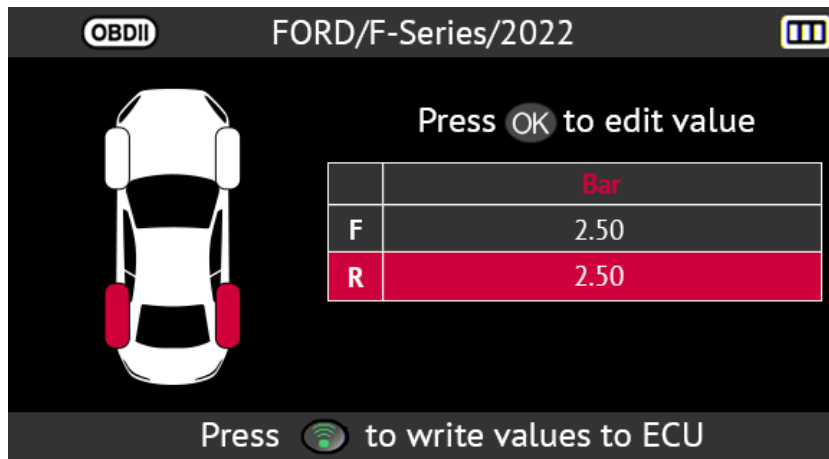 OBDII FORD/F-Series/2022
Press OK to edit value
Bar
F 2.50
R 2.50
Press to write values to ECU